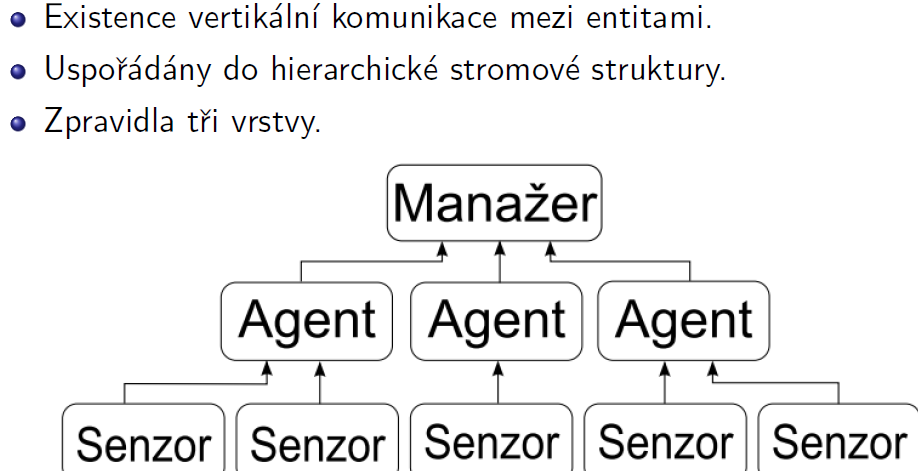 Existence vertikální komunikace mezi entitami.
Uspořádány do hierarchické stromové struktury.
Zpravidla tři vrstvy.
Manažer
Agent Agent Agent
Senzor Senzor Senzor Senzor Senzor